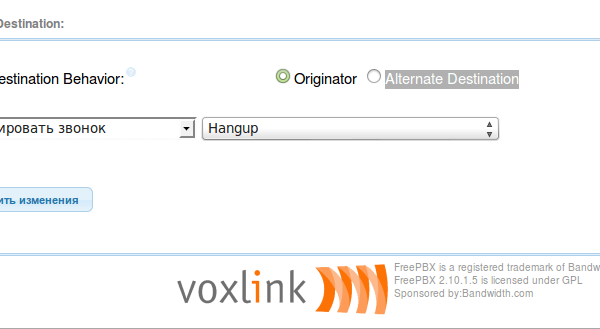 Destination:
estination Behavior: Originator Alternate Destination
ировать звонок Hangup
ить изменения
voxlink
FreePBX is a registered trademark of Bandw
FreePBX 2.10.1.5 is licensed under GPL
Sponsored by:Bandwidth.com